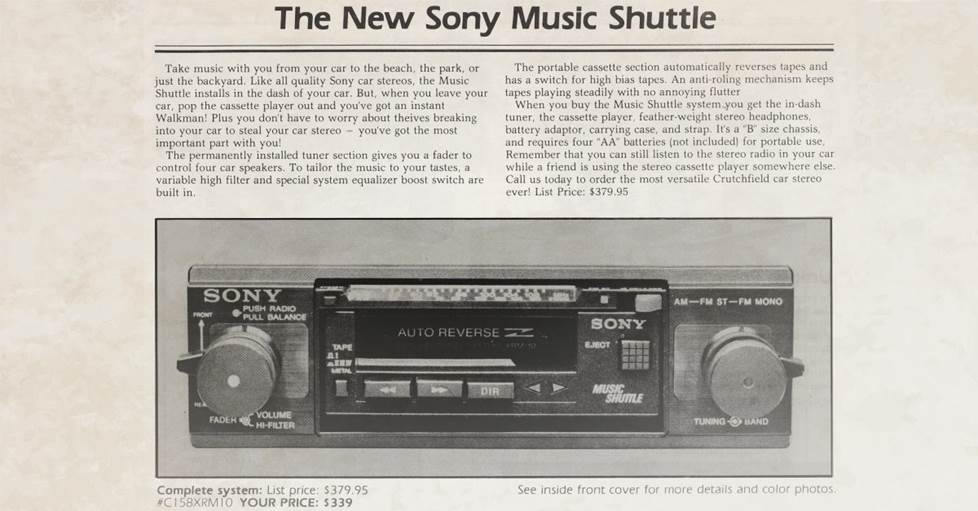 The New Sony Music Shuttle
Take music with you from your car to the beach, the park, or
just the backyard. Like all quality Sony car stereos, the Music
Shuttle installs in the dash of your car. But, when you leave your
car, pop the cassette player out and you've got an instant
Walkman! Plus you don't have to worry about theives breaking
into your car to steal your car stereo — you've got the most
important part with you!
The permanently installed tuner section gives you a fader to
control four car speakers. To tailor the music to your tastes, a
variable high filter and special system equalizer boost switch are
built in.
The portable cassette section automatically reverses tapes and
has a switch for high bias tapes. An anti-roling mechanism keeps
tapes playing steadily with no annoying flutter
When you buy the Music Shuttle system, you get the in-dash
tuner, the cassette player, feather-weight stereo headphones,
battery adaptor, carrying case, and strap. It's a "B" size chassis,
and requires four "AA" batteries (not included) for portable use.
Remember that you can still listen to the stereo radio in your car
while a friend is using the stereo cassette player somewhere else.
Call us today to order the most versatile Crutchfield car stereo
ever! List Price: $379.95
SONY
PUSH RADIO
PULL BALANCE
FRONT
FADER
VOLUME
HI-FILTER
AUTO REVERSE
TAPE
METAL
DIR
SONY
EJECT
MUSIC
SHUTTLE
AM—FM ST—FM MONO
TUNING
BAND
Complete system: List price: $379.95
#C158XRM10 YOUR PRICE: $339
See inside front cover for more details and color photos.